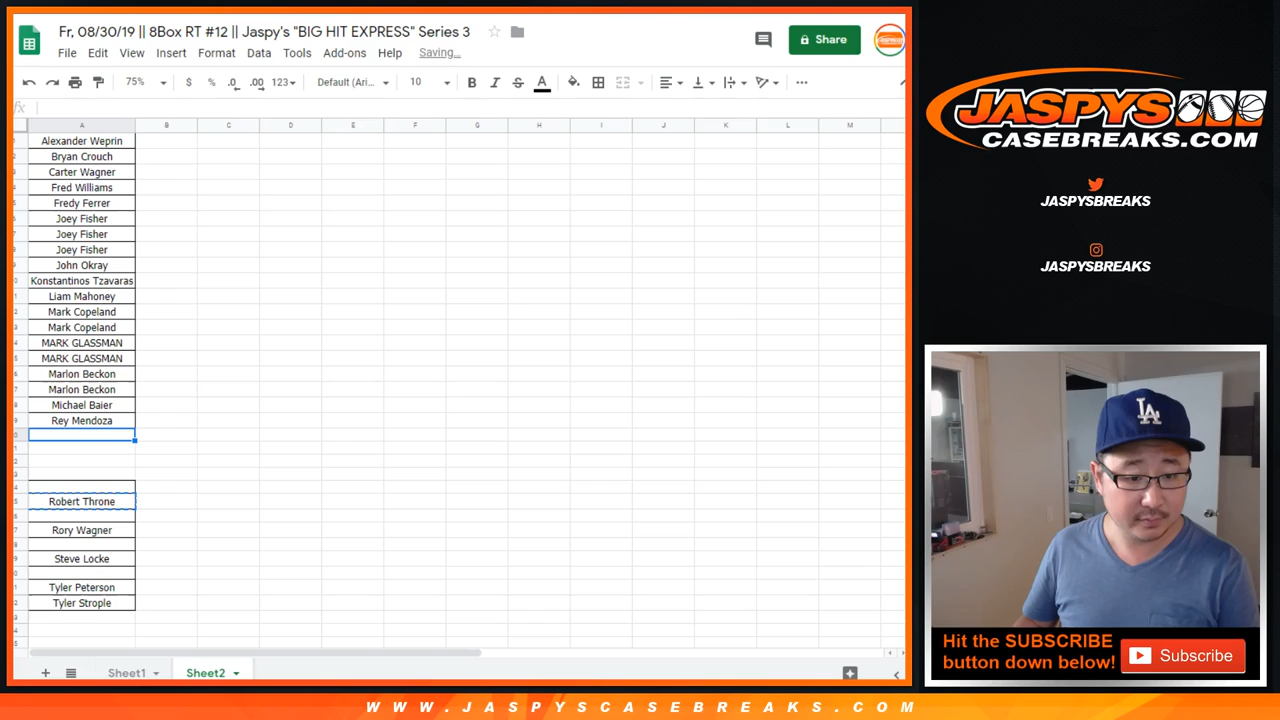 Fr, 08/30/19 || 8Box RT #12 || Jaspy's "BIG HIT EXPRESS" Series 3
File Edit View Insert Format Data Tools Add-ons Help Saving...
Share
75% $ % .0 .00 123 Default (Ari... 10 B I S A
fx
A B C D E F G H I J K L M
Alexander Weprin
Bryan Crouch
Carter Wagner
Fred Williams
Fredy Ferrer
Joey Fisher
Joey Fisher
Joey Fisher
John Okray
Konstantinos Tzavaras
Liam Mahoney
Mark Copeland
Mark Copeland
MARK GLASSMAN
MARK GLASSMAN
Marlon Beckon
Marlon Beckon
Michael Baier
Rey Mendoza
Robert Throne
Rory Wagner
Steve Locke
Tyler Peterson
Tyler Strople
Sheet1 Sheet2
JASPYS
CASEBREAKS.COM
JASPYSBREAKS
JASPYSBREAKS
LA
Hit the SUBSCRIBE
button down below!
Subscribe
WWW.JASPYSCASEBREAKS.COM